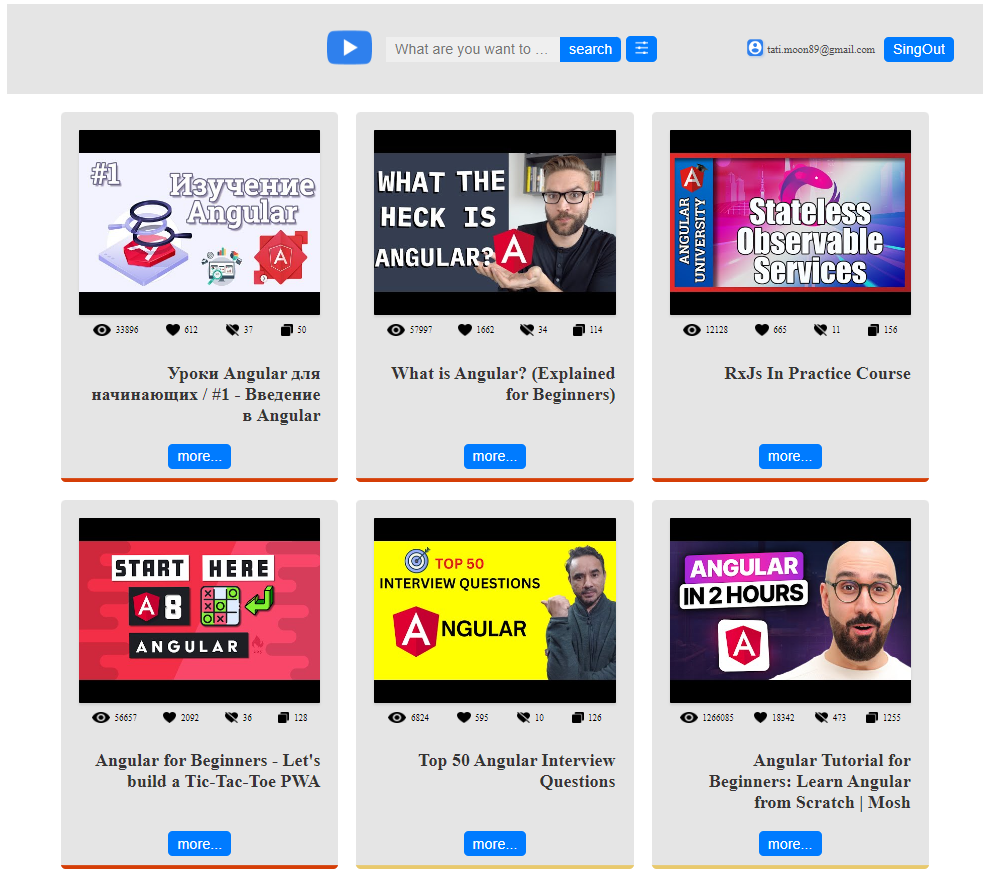 What are you want to ...
search
tati.moon89@gmail.com
SingOut
#1
Изучение
Angular
33896 612 37 50
Уроки Angular для
начинающих / #1 - Введение
в Angular
more...
WHAT THE
HECK IS
ANGULAR?
57997 1662 34 114
What is Angular? (Explained
for Beginners)
more...
ANGULAR
UNIVERSITY
Stateless
Observable
Services
12128 665 11 156
RxJs In Practice Course
more...
START HERE
A 8
ANGULAR
56657 2092 36 128
Angular for Beginners - Let's
build a Tic-Tac-Toe PWA
more...
TOP 50
INTERVIEW QUESTIONS
ANGULAR
6824 595 10 126
Top 50 Angular Interview
Questions
more...
ANGULAR
IN 2 HOURS
A
1266085 18342 473 1255
Angular Tutorial for
Beginners: Learn Angular
from Scratch | Mosh
more...